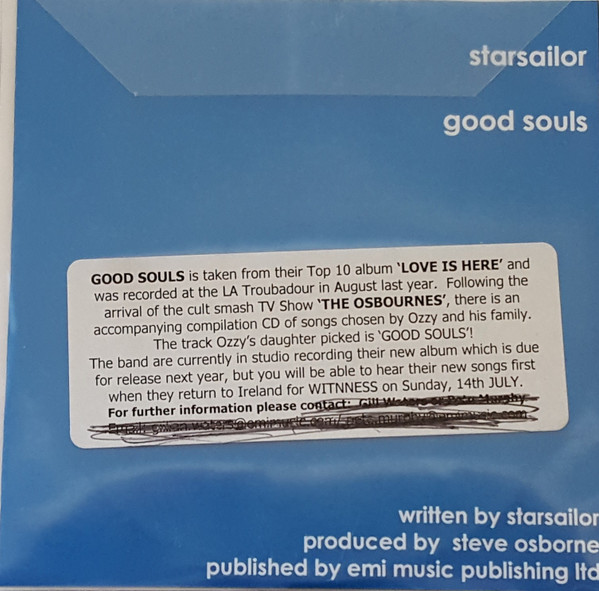 starsailor
good souls
GOOD SOULS is taken from their Top 10 album ‘LOVE IS HERE’ and
was recorded at the LA Troubadour in August last year. Following the
arrival of the cult smash TV Show ‘THE OSBOURNES’, there is an
accompanying compilation CD of songs chosen by Ozzy and his family.
The track Ozzy’s daughter picked is ‘GOOD SOULS’!
The band are currently in studio recording their new album which is due
for release next year, but you will be able to hear their new songs first
when they return to Ireland for WITNNESS on Sunday, 14th JULY.
For further information please contact:
written by starsailor
produced by steve osborne
published by emi music publishing ltd